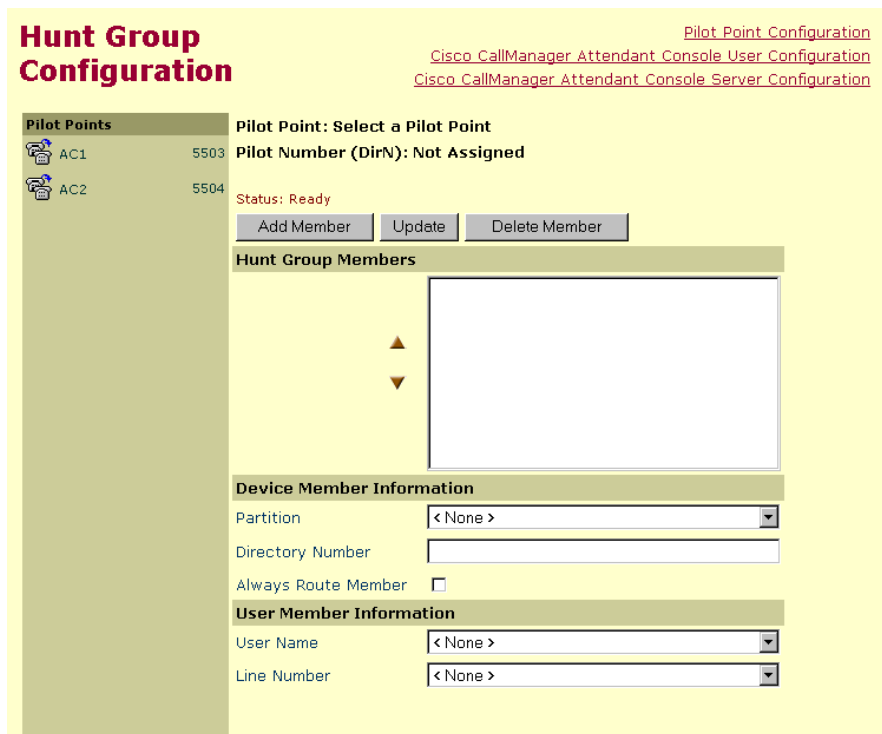 Hunt Group
Configuration
Pilot Point Configuration
Cisco CallManager Attendant Console User Configuration
Cisco CallManager Attendant Console Server Configuration
Pilot Points
AC1 5503
AC2 5504
Pilot Point: Select a Pilot Point
Pilot Number (DirN): Not Assigned
Status: Ready
Add Member Update Delete Member
Hunt Group Members
Device Member Information
Partition < None >
Directory Number
Always Route Member
User Member Information
User Name < None >
Line Number < None >